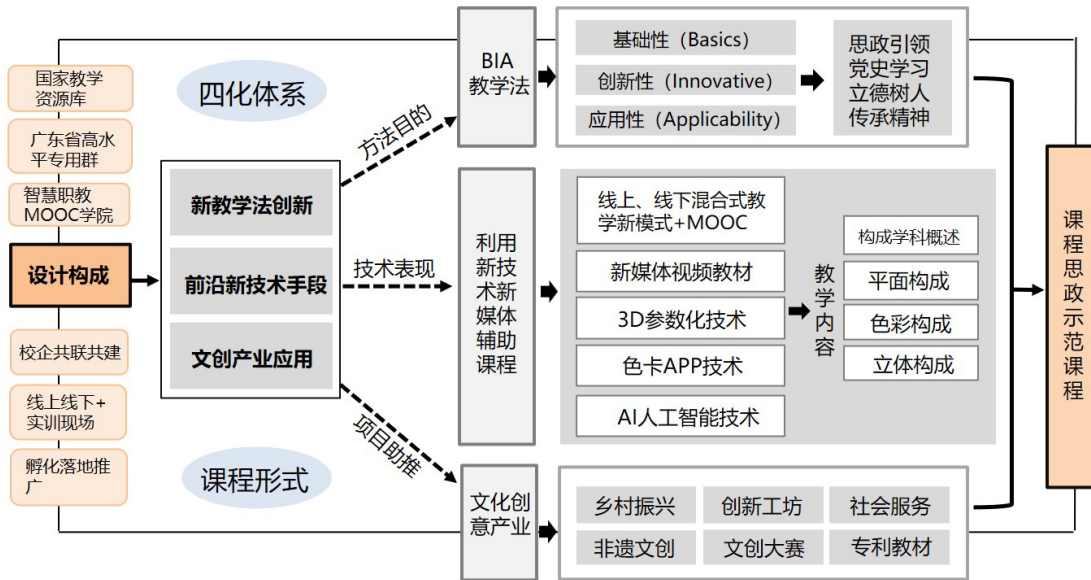 国家教学
资源库
广东省高水
平专用群
智慧职教
MOOC学院
设计构成
校企共联共建
线上线下+
实训现场
孵化落地推
广
四化体系
新教学法创新
前沿新技术手段
文创产业应用
课程形式
方法目的
技术表现
项目助推
BIA
教学法
基础性（Basics）
创新性（Innovative）
应用性（Applicability）
思政引领
党史学习
立德树人
传承精神
利用
新技
术新
媒体
辅助
课程
线上、线下混合式教
学新模式+MOOC
新媒体视频教材
3D参数化技术
色卡APP技术
AI人工智能技术
教学内容
构成学科概述
平面构成
色彩构成
立体构成
文化创
意产业
乡村振兴
创新工坊
社会服务
非遗文创
文创大赛
专利教材
课程思政示范课程